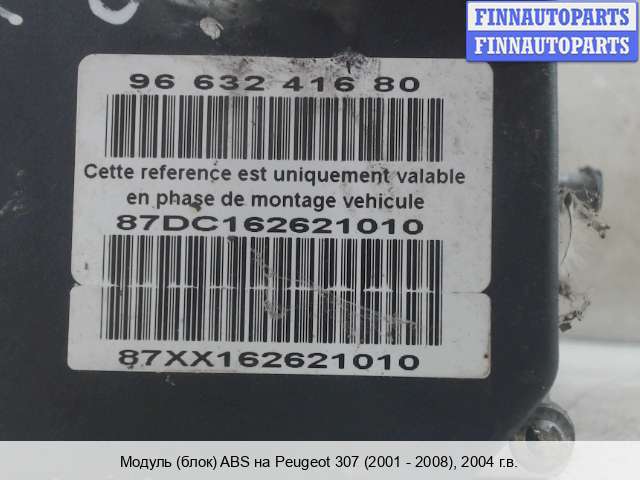 FINNAUTOPARTS
FINNAUTOPARTS
96 632 416 80
Cette reference est uniquement valable
en phase de montage vehicule
87DC162621010
87XX162621010
Модуль (блок) ABS на Peugeot 307 (2001 - 2008), 2004 г.в.